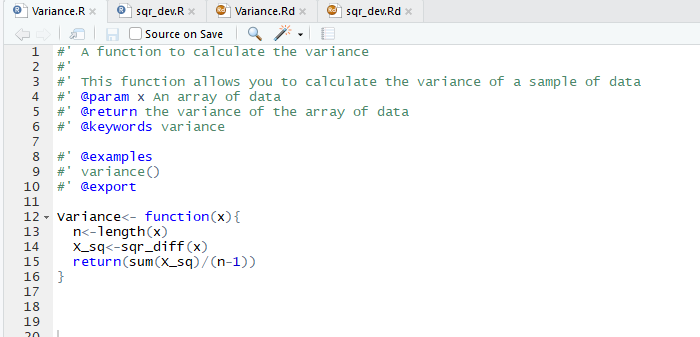 Variance.R × sqr_dev.R × Variance.Rd × sqr_dev.Rd ×
Source on Save
1 #' A function to calculate the variance
2 #'
3 #' This function allows you to calculate the variance of a sample of data
4 #' @param x An array of data
5 #' @return the variance of the array of data
6 #' @keywords variance
7
8 #' @examples
9 #' variance()
10 #' @export
11
12 Variance<- function(x){
13 n<-length(x)
14 X_sq<-sqr_diff(x)
15 return(sum(X_sq)/(n-1))
16 }
17
18
19
20